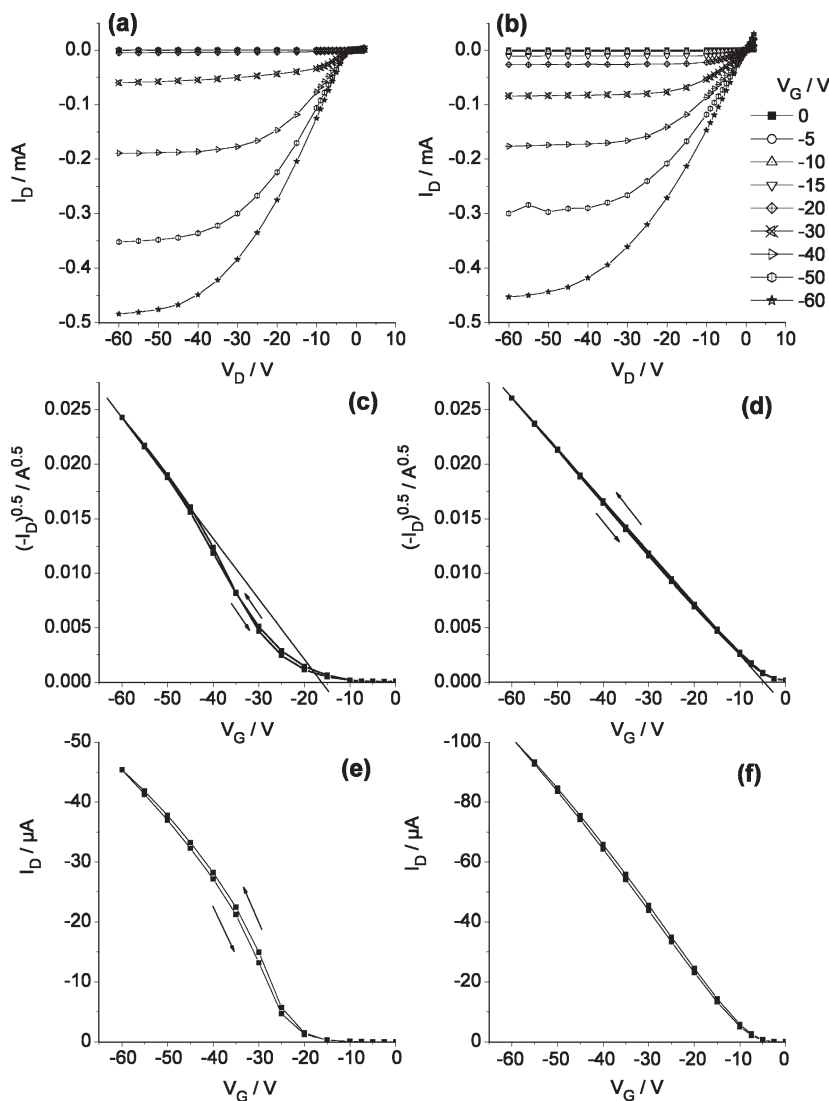 (a)
0.0
-0.1
-0.2
-0.3
-0.4
-0.5
I_D / mA
-60 -50 -40 -30 -20 -10 0 10
V_D / V
(b)
0.0
-0.1
-0.2
-0.3
-0.4
-0.5
I_D / mA
-60 -50 -40 -30 -20 -10 0 10
V_D / V
V_G / V
0
-5
-10
-15
-20
-30
-40
-50
-60
(c)
0.025
0.020
0.015
0.010
0.005
0.000
(-I_D)^0.5 / A^0.5
-60 -50 -40 -30 -20 -10 0
V_G / V
(d)
0.025
0.020
0.015
0.010
0.005
0.000
(-I_D)^0.5 / A^0.5
-60 -50 -40 -30 -20 -10 0
V_G / V
(e)
-50
-40
-30
-20
-10
0
I_D / µA
-60 -50 -40 -30 -20 -10 0
V_G / V
(f)
-100
-80
-60
-40
-20
0
I_D / µA
-60 -50 -40 -30 -20 -10 0
V_G / V